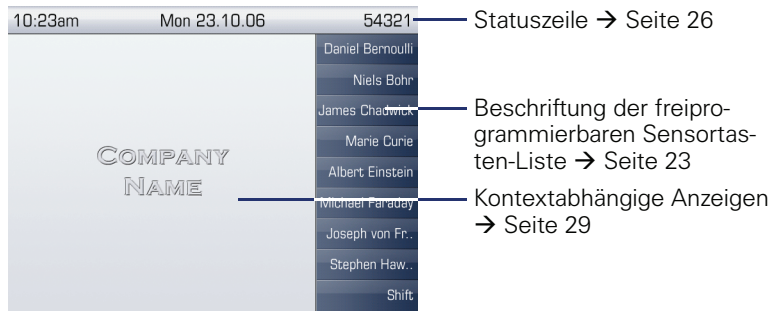 10:23am Mon 23.10.06 54321
Daniel Bernoulli
Niels Bohr
James Chadwick
Marie Curie
Albert Einstein
Michael Faraday
Joseph von Fr..
Stephen Haw..
Shift
COMPANY
NAME
Statuszeile → Seite 26
Beschriftung der freipro-
grammierbaren Sensortas-
ten-Liste → Seite 23
Kontextabhängige Anzeigen
→ Seite 29